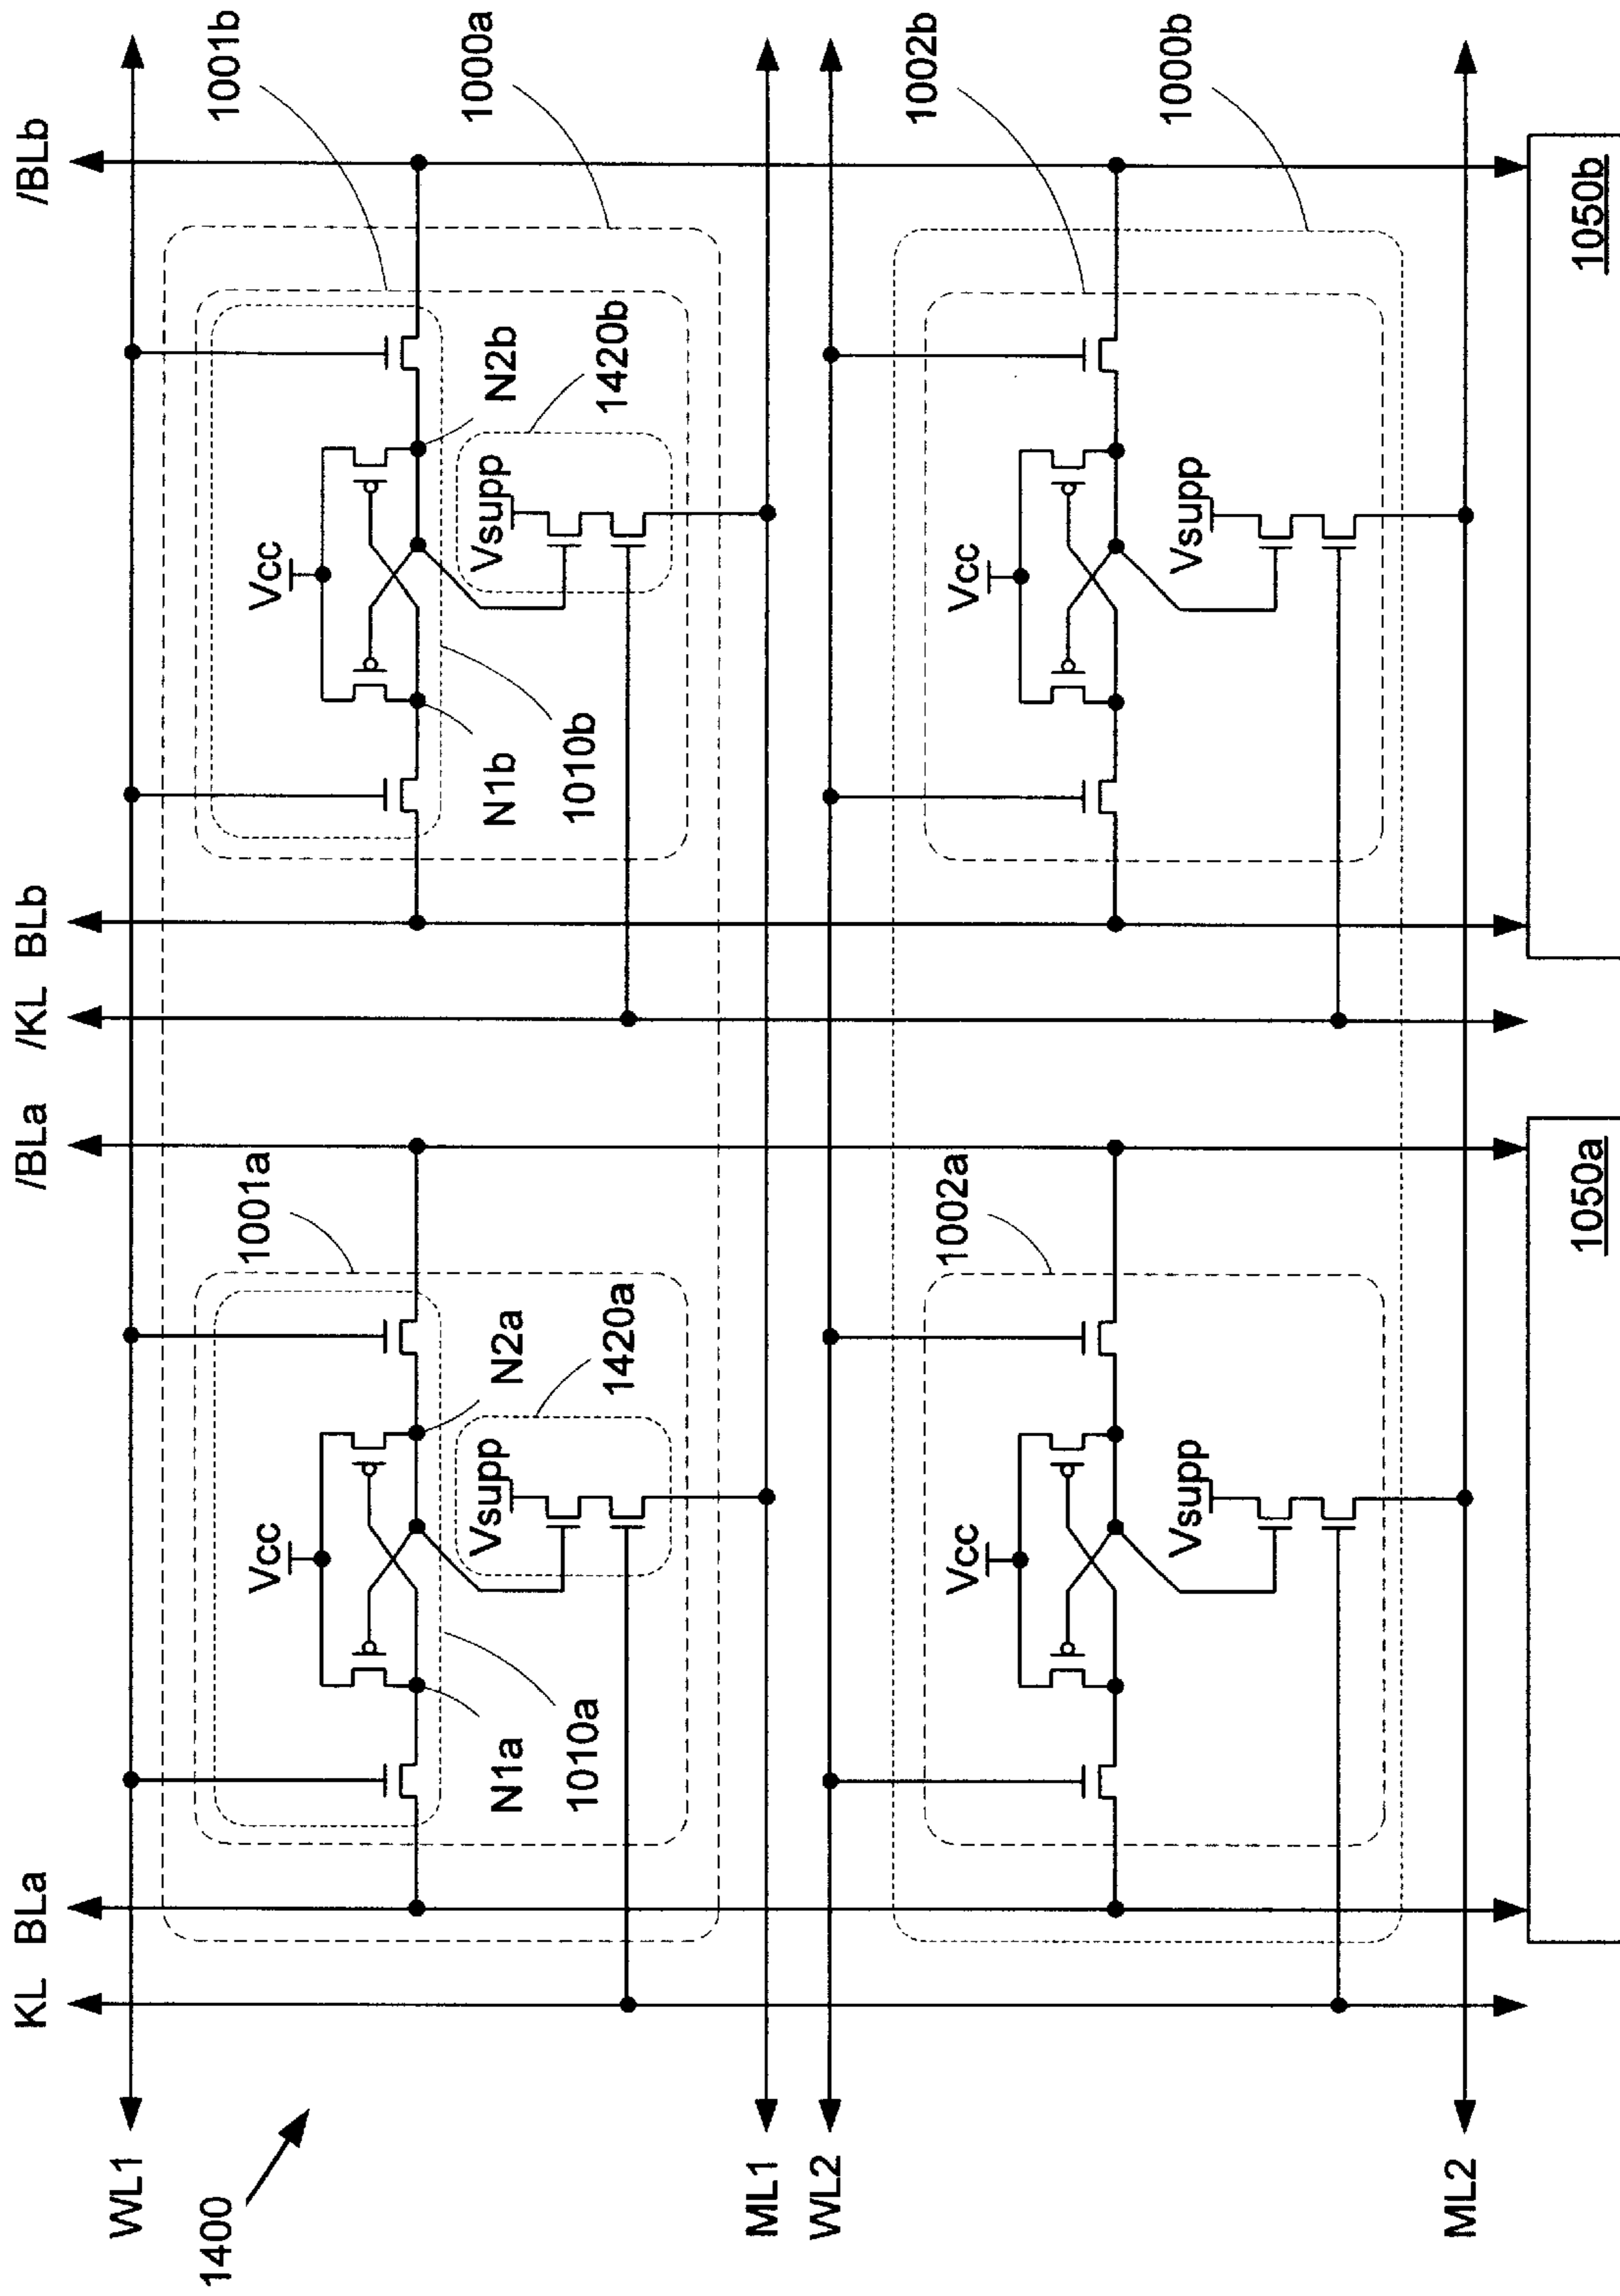 KL BLa /BLa /KL BLb /BLb
WL1
1400
1001a
1001b
1000a
Vcc
Vcc
N1a
N2a
N1b
N2b
1010a
1010b
Vsupp
1420a
Vsupp
1420b
ML1
WL2
1002a
1002b
1000b
Vcc
Vcc
Vsupp
Vsupp
ML2
1050a
1050b